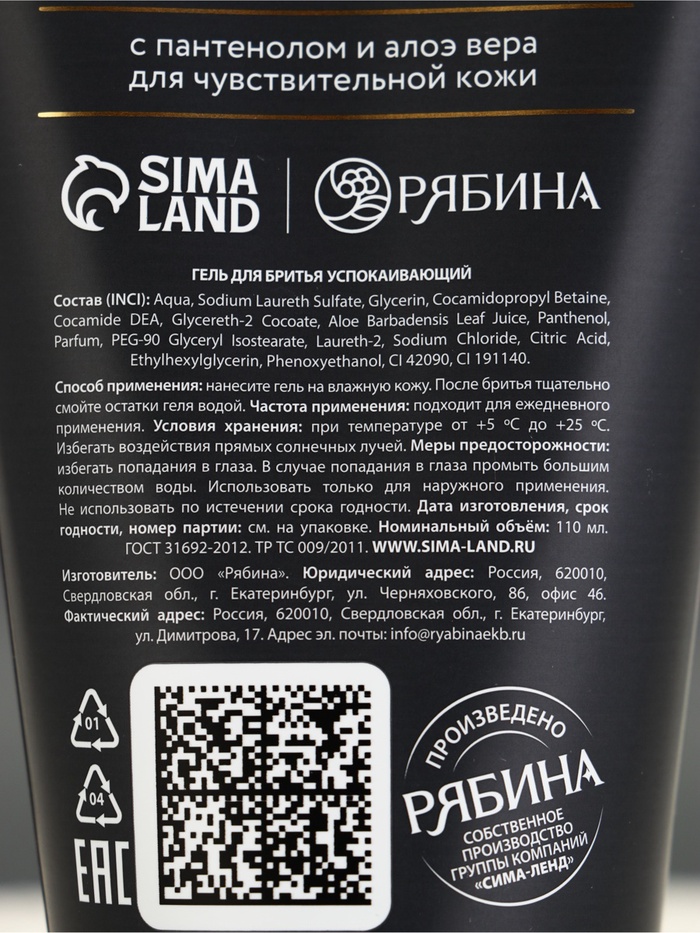 с пантенолом и алоэ вера
для чувствительной кожи
SIMA
LAND
РЯБИНА
ГЕЛЬ ДЛЯ БРИТЬЯ УСПОКАИВАЮЩИЙ
Состав (INCI): Aqua, Sodium Laureth Sulfate, Glycerin, Cocamidopropyl Betaine,
Cocamide DEA, Glycereth-2 Cocoate, Aloe Barbadensis Leaf Juice, Panthenol,
Parfum, PEG-90 Glyceryl Isostearate, Laureth-2, Sodium Chloride, Citric Acid,
Ethylhexylglycerin, Phenoxyethanol, CI 42090, CI 191140.
Способ применения: нанесите гель на влажную кожу. После бритья тщательно
смойте остатки геля водой. Частота применения: подходит для ежедневного
применения. Условия хранения: при температуре от +5 ºС до +25 ºС.
Избегать воздействия прямых солнечных лучей. Меры предосторожности:
избегать попадания в глаза. В случае попадания в глаза промыть большим
количеством воды. Использовать только для наружного применения.
Не использовать по истечении срока годности. Дата изготовления, срок
годности, номер партии: см. на упаковке. Номинальный объём: 110 мл.
ГОСТ 31692-2012. ТР ТС 009/2011. WWW.SIMA-LAND.RU
Изготовитель: ООО «Рябина». Юридический адрес: Россия, 620010,
Свердловская обл., г. Екатеринбург, ул. Черняховского, 86, офис 46.
Фактический адрес: Россия, 620010, Свердловская обл., г. Екатеринбург,
ул. Димитрова, 17. Адрес эл. почты: info@ryabinaekb.ru
01
04
EAC
ПРОИЗВЕДЕНО
РЯБИНА
СОБСТВЕННОЕ
ПРОИЗВОДСТВО
ГРУППЫ КОМПАНИЙ
«СИМА-ЛЕНД»